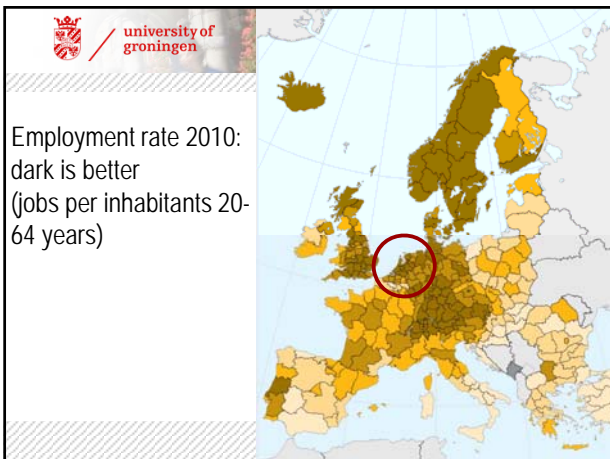 university of
groningen
Employment rate 2010:
dark is better
(jobs per inhabitants 20-
64 years)